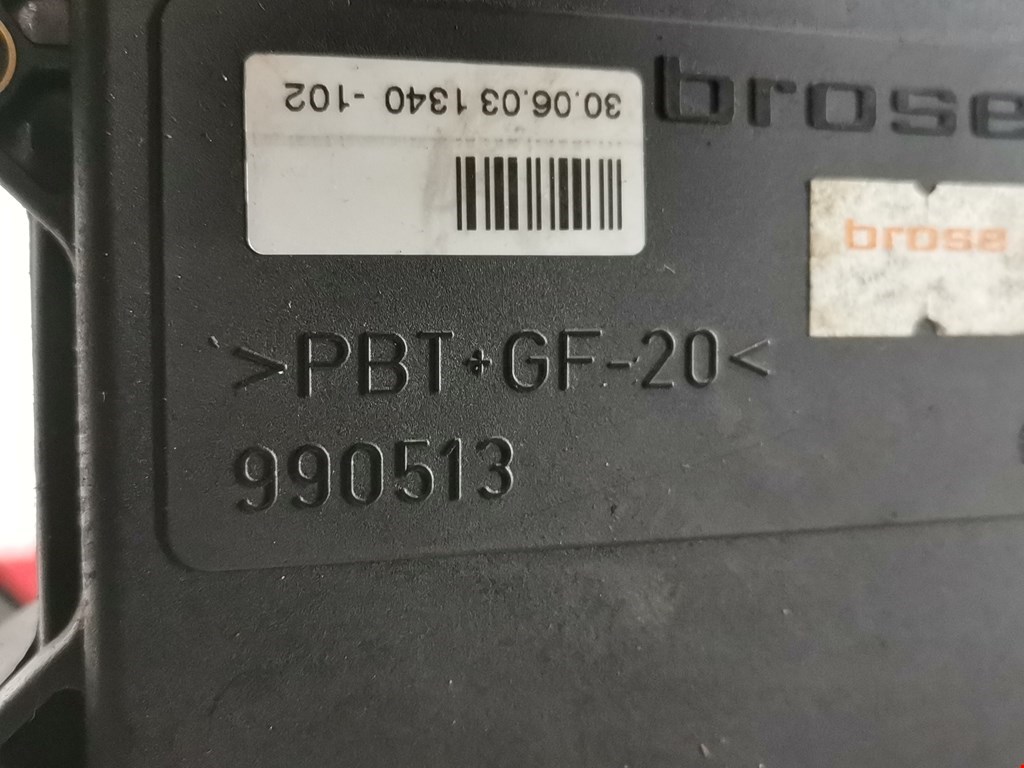 30.06.03 1340 -102
brose
brose
>PBT+GF-20<
990513